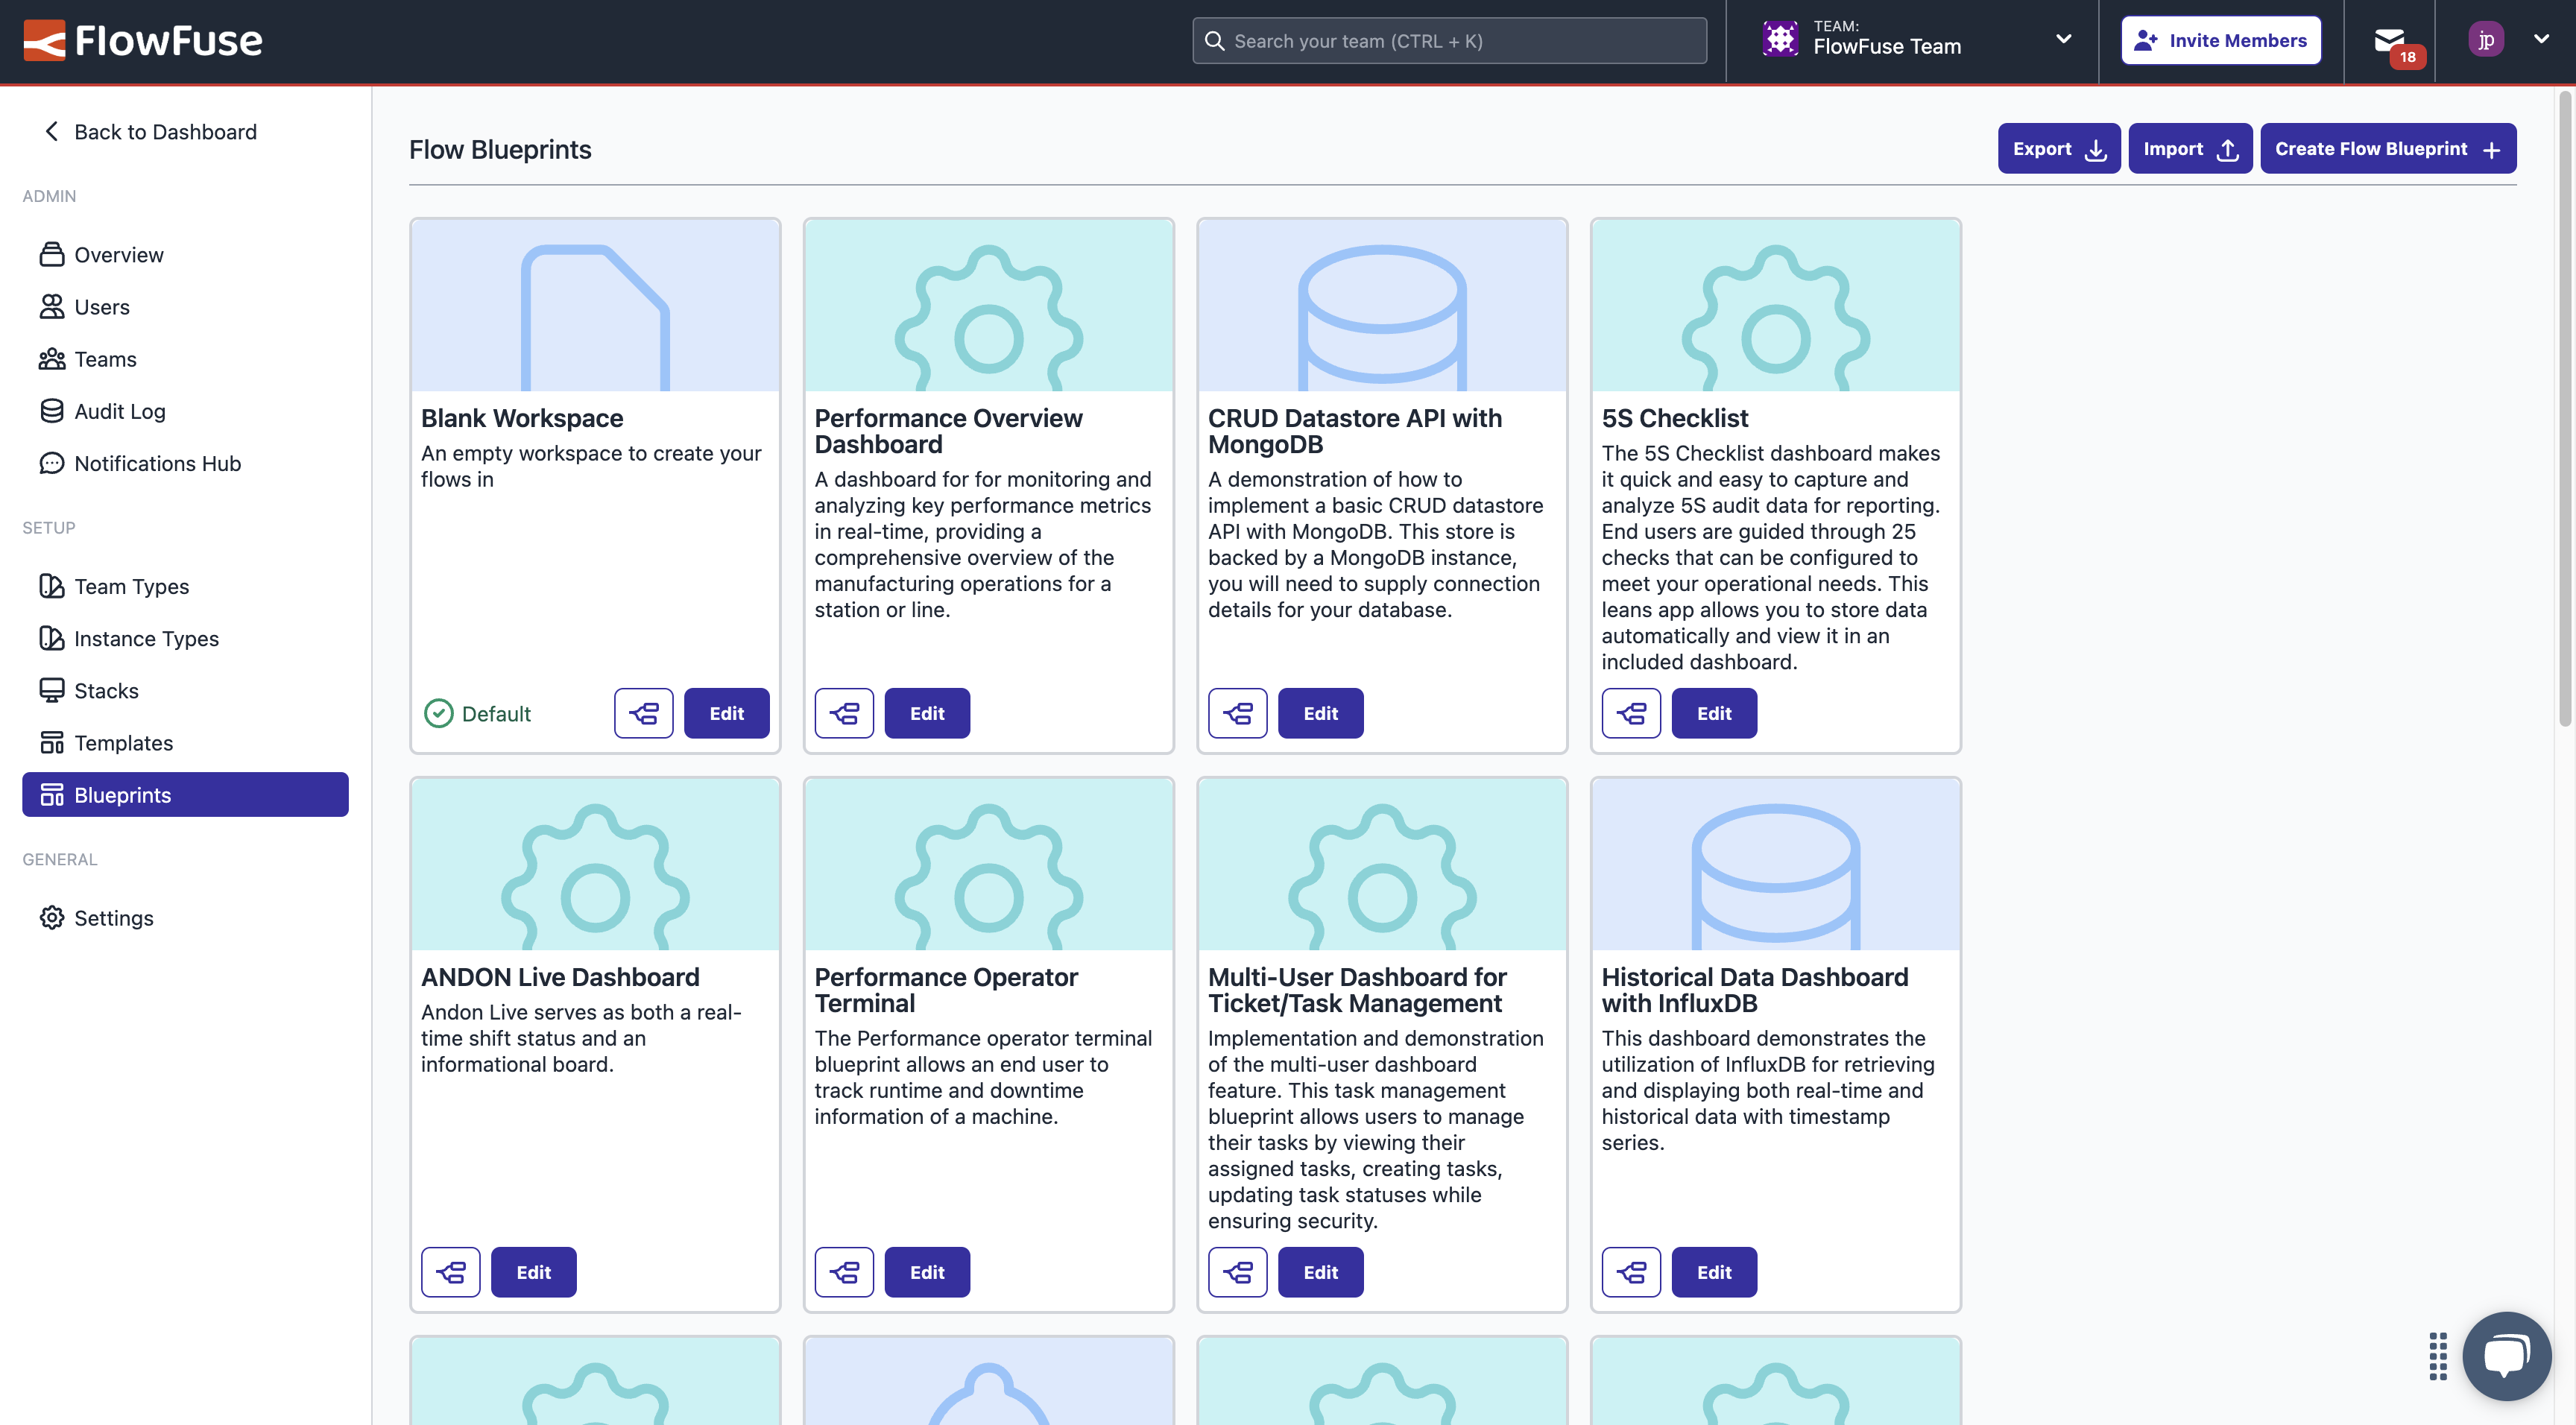 FlowFuse
Search your team (CTRL + K)
TEAM:
FlowFuse Team
Invite Members
18
jp
Back to Dashboard
ADMIN
Overview
Users
Teams
Audit Log
Notifications Hub
SETUP
Team Types
Instance Types
Stacks
Templates
Blueprints
GENERAL
Settings
Flow Blueprints
Export
Import
Create Flow Blueprint
Blank Workspace
An empty workspace to create your
flows in
Default
Edit
Performance Overview
Dashboard
A dashboard for for monitoring and
analyzing key performance metrics
in real-time, providing a
comprehensive overview of the
manufacturing operations for a
station or line.
Edit
CRUD Datastore API with
MongoDB
A demonstration of how to
implement a basic CRUD datastore
API with MongoDB. This store is
backed by a MongoDB instance,
you will need to supply connection
details for your database.
Edit
5S Checklist
The 5S Checklist dashboard makes
it quick and easy to capture and
analyze 5S audit data for reporting.
End users are guided through 25
checks that can be configured to
meet your operational needs. This
leans app allows you to store data
automatically and view it in an
included dashboard.
Edit
ANDON Live Dashboard
Andon Live serves as both a real-
time shift status and an
informational board.
Edit
Performance Operator
Terminal
The Performance operator terminal
blueprint allows an end user to
track runtime and downtime
information of a machine.
Edit
Multi-User Dashboard for
Ticket/Task Management
Implementation and demonstration
of the multi-user dashboard
feature. This task management
blueprint allows users to manage
their tasks by viewing their
assigned tasks, creating tasks,
updating task statuses while
ensuring security.
Edit
Historical Data Dashboard
with InfluxDB
This dashboard demonstrates the
utilization of InfluxDB for retrieving
and displaying both real-time and
historical data with timestamp
series.
Edit